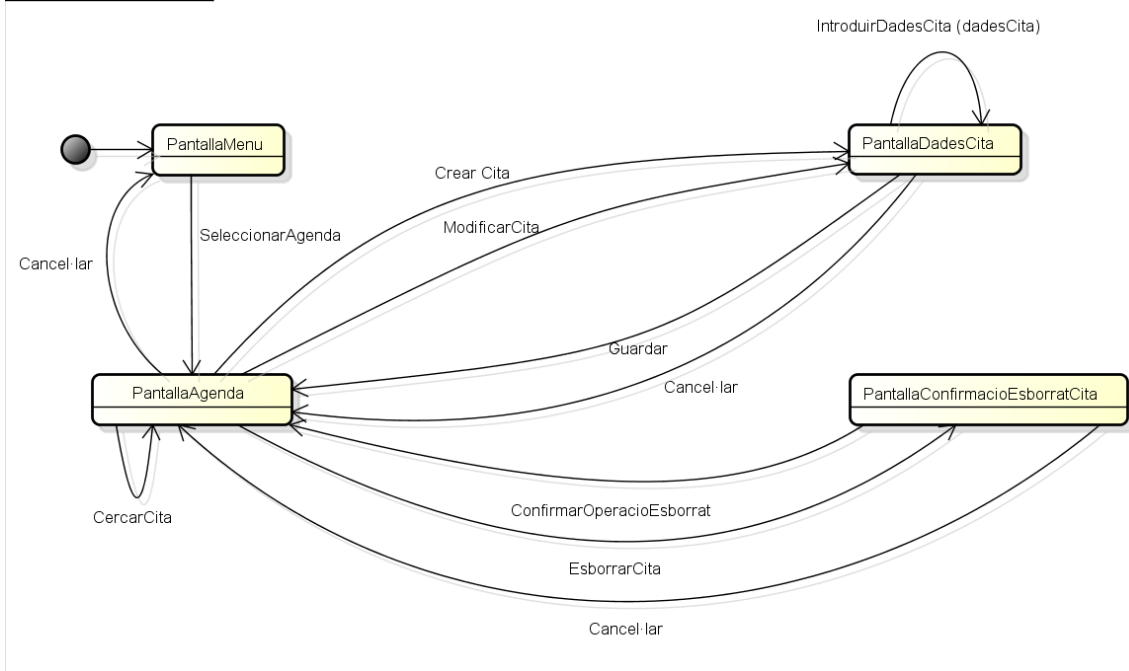 IntroduirDadesCita (dadesCita)
PantallaMenu
PantallaDadesCita
Crear Cita
ModificarCita
SeleccionarAgenda
Cancel·lar
Guardar
Cancel·lar
PantallaAgenda
PantallaConfirmacioEsborratCita
CercarCita
ConfirmarOperacioEsborrat
EsborrarCita
Cancel·lar